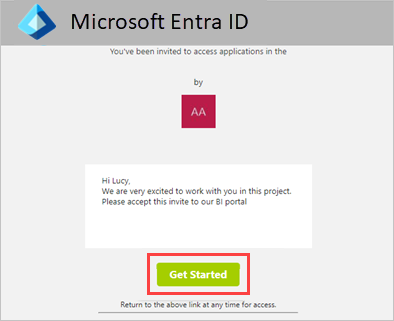 Microsoft Entra ID
You've been invited to access applications in the
by
AA
Hi Lucy,
We are very excited to work with you in this project.
Please accept this invite to our BI portal
Get Started
Return to the above link at any time for access.